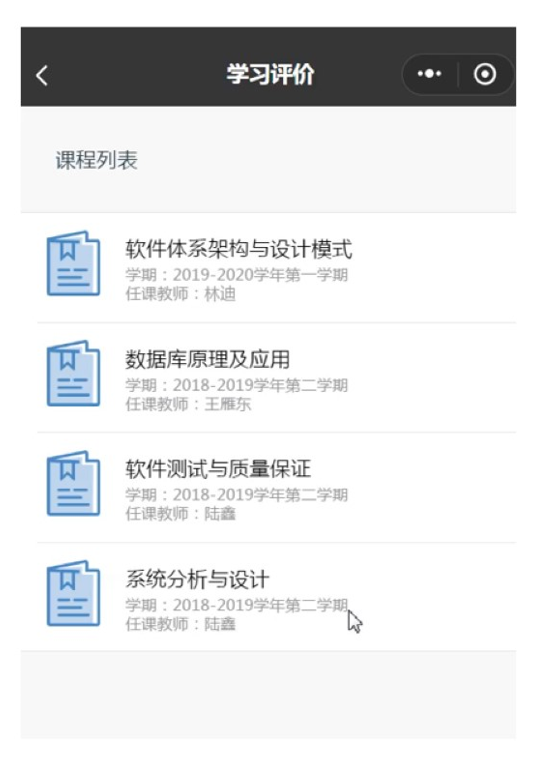 学习评价
课程列表
软件体系架构与设计模式
学期：2019-2020学年第一学期
任课教师：林迪
数据库原理及应用
学期：2018-2019学年第二学期
任课教师：王雁东
软件测试与质量保证
学期：2018-2019学年第二学期
任课教师：陆鑫
系统分析与设计
学期：2018-2019学年第二学期
任课教师：陆鑫